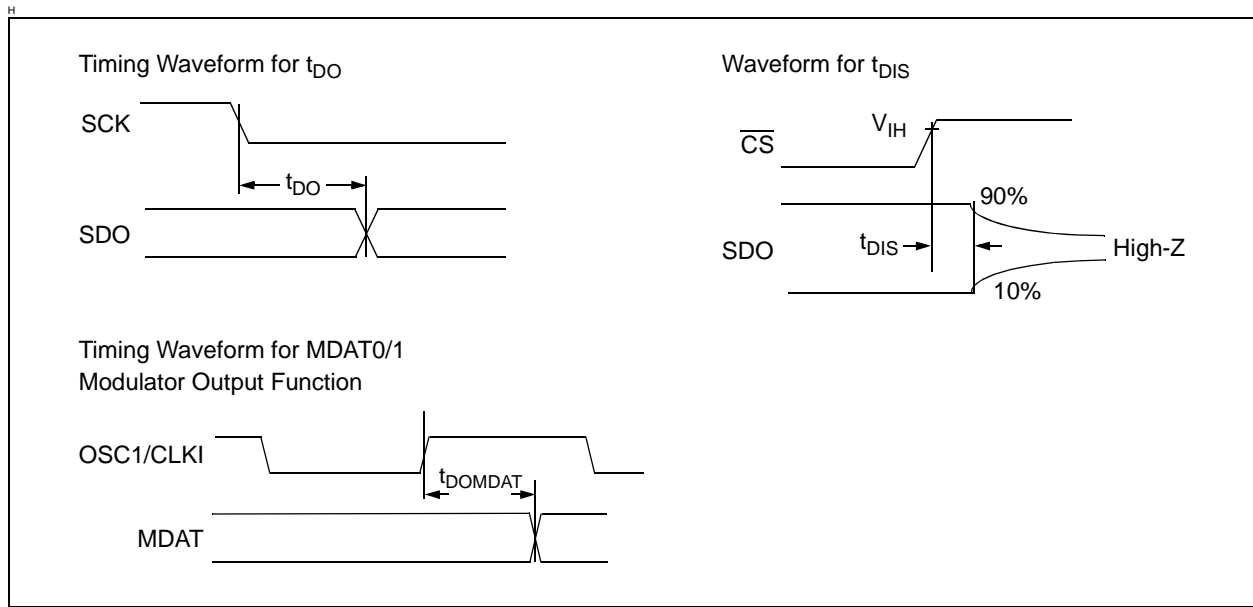 H
Timing Waveform for tDO
SCK
tDO
SDO
Waveform for tDIS
CS
VIH
90%
SDO
tDIS
High-Z
10%
Timing Waveform for MDAT0/1
Modulator Output Function
OSC1/CLKI
tDOMDAT
MDAT